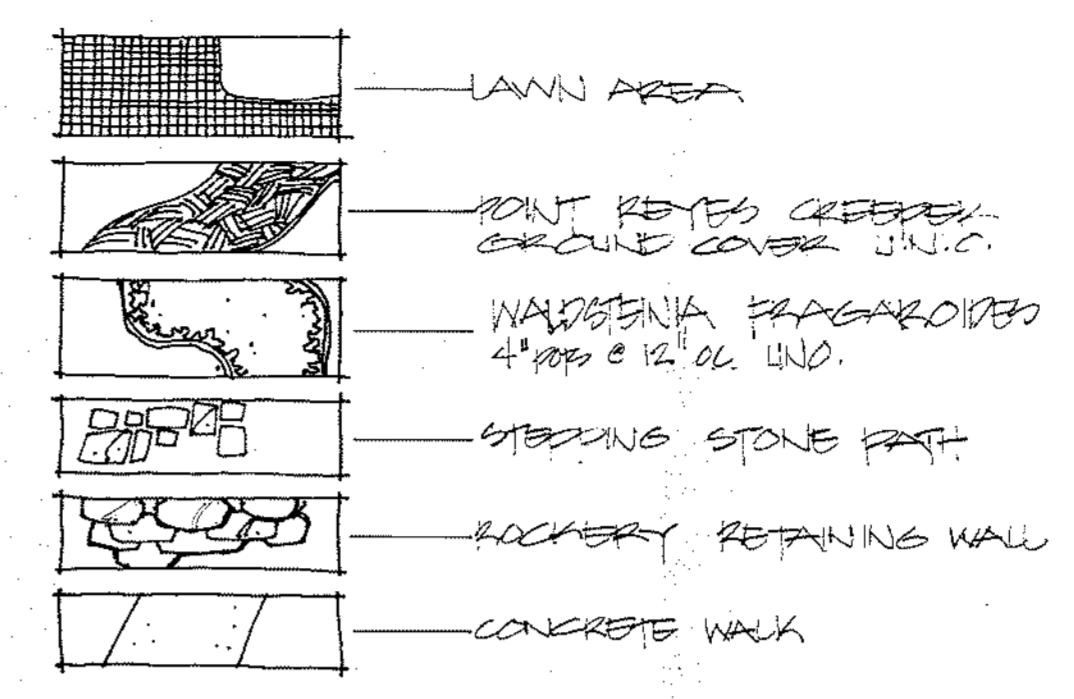 LAWN AREA
POINT REYES CREEPER
GROUND COVER U.N.O.
WALDSTEINIA FRAGAROIDES
4" POTS @ 12" O.C. U.N.O.
STEPPING STONE PATH
ROCKERY RETAINING WALL
CONCRETE WALK